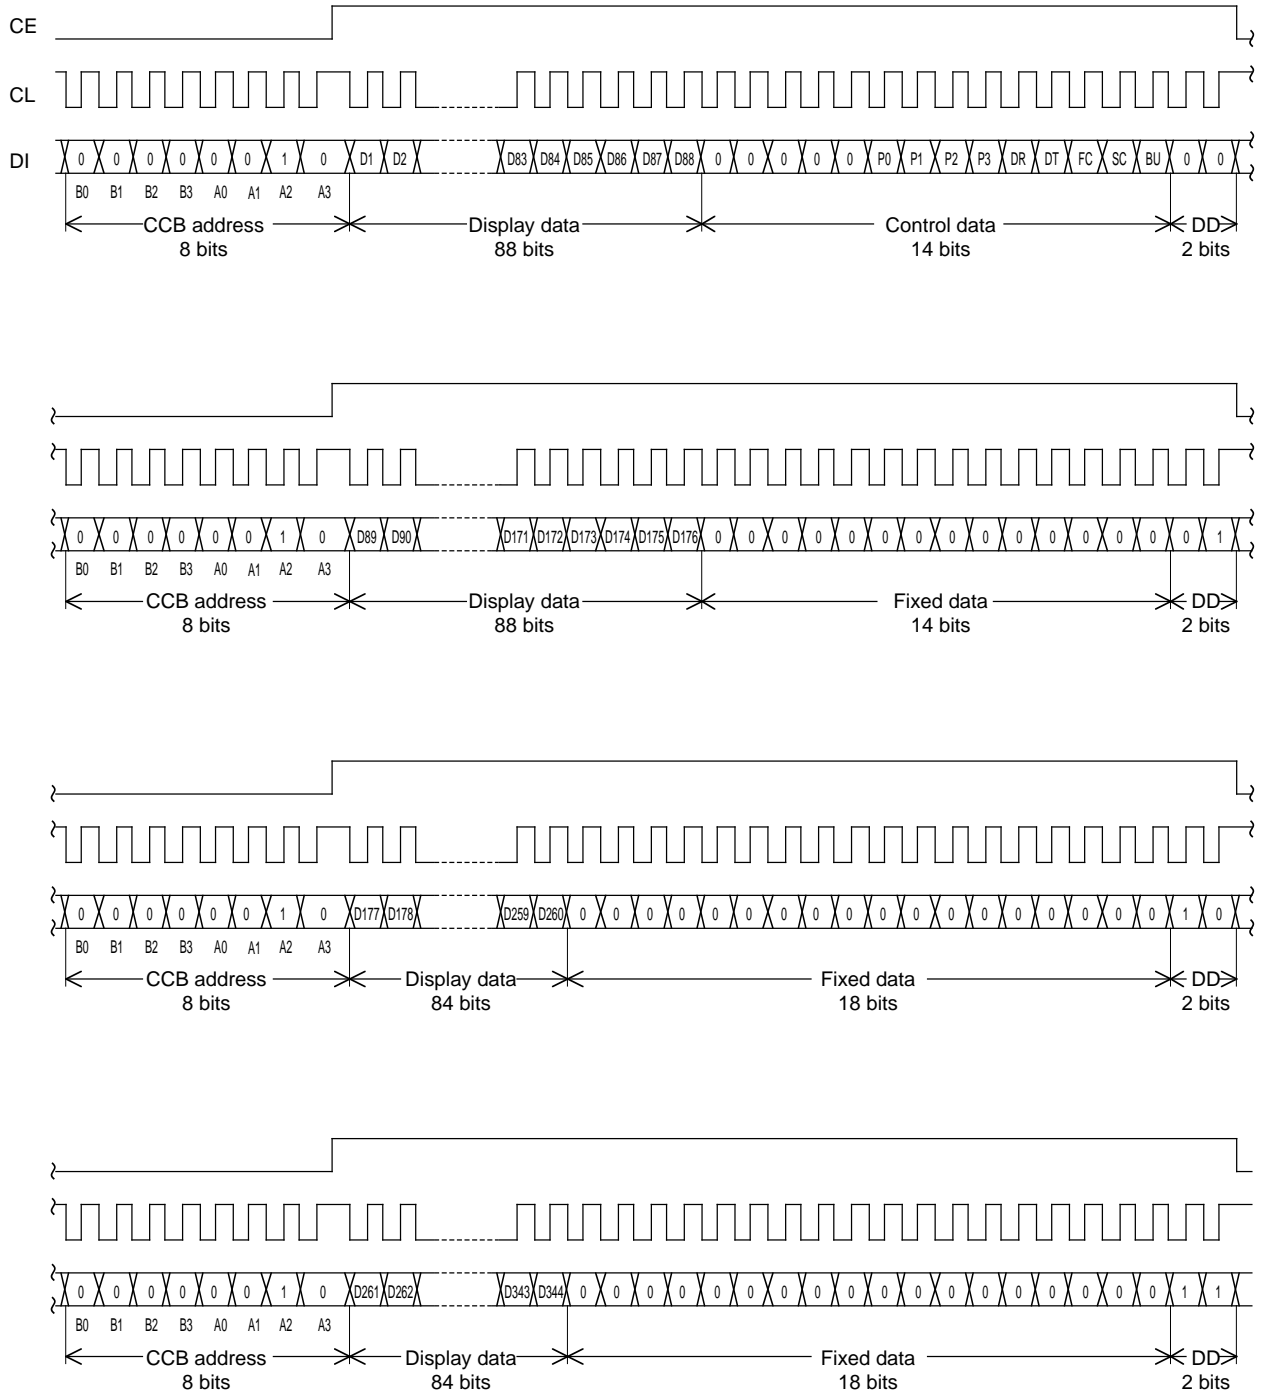 CE
CL
DI
0 0 0 0 0 0 1 0 D1 D2 D83 D84 D85 D86 D87 D88 0 0 0 0 0 P0 P1 P2 P3 DR DT FC SC BU 0 0
B0 B1 B2 B3 A0 A1 A2 A3
CCB address Display data Control data DD
8 bits 88 bits 14 bits 2 bits
0 0 0 0 0 0 1 0 D89 D90 D171 D172 D173 D174 D175 D176 0 0 0 0 0 0 0 0 0 0 0 0 0 0 0 1
B0 B1 B2 B3 A0 A1 A2 A3
CCB address Display data Fixed data DD
8 bits 88 bits 14 bits 2 bits
0 0 0 0 0 0 1 0 D177 D178 D259 D260 0 0 0 0 0 0 0 0 0 0 0 0 0 0 0 0 0 0 1 0
B0 B1 B2 B3 A0 A1 A2 A3
CCB address Display data Fixed data DD
8 bits 84 bits 18 bits 2 bits
0 0 0 0 0 0 1 0 D261 D262 D343 D344 0 0 0 0 0 0 0 0 0 0 0 0 0 0 0 0 0 0 1 1
B0 B1 B2 B3 A0 A1 A2 A3
CCB address Display data Fixed data DD
8 bits 84 bits 18 bits 2 bits